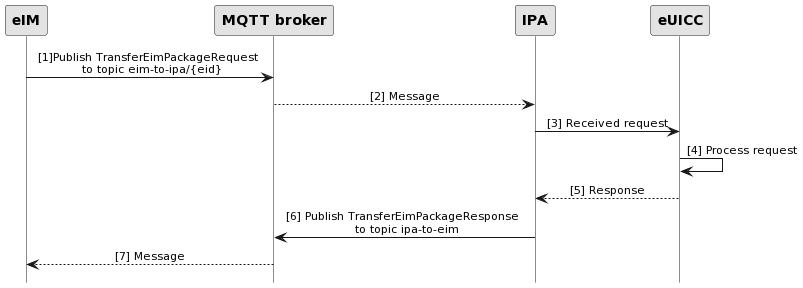 eIM
MQTT broker
IPA
eUICC
[1]Publish TransferEimPackageRequest
to topic eim-to-ipa/{eid}
[2] Message
[3] Received request
[4] Process request
[5] Response
[6] Publish TransferEimPackageResponse
to topic ipa-to-eim
[7] Message